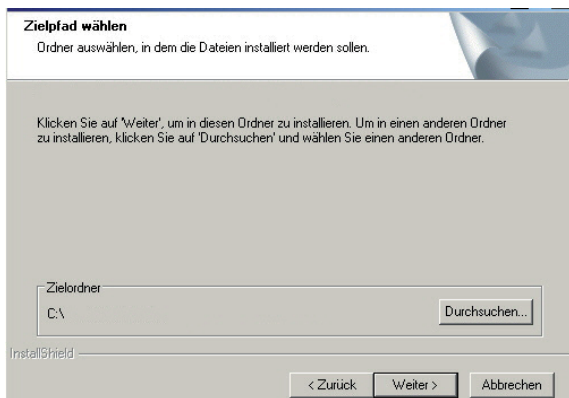 Zielpfad wählen
Ordner auswählen, in dem die Dateien installiert werden sollen.
Klicken Sie auf 'Weiter', um in diesen Ordner zu installieren. Um in einen anderen Ordner
zu installieren, klicken Sie auf 'Durchsuchen' und wählen Sie einen anderen Ordner.
Zielordner
C:\
Durchsuchen...
InstallShield
< Zurück
Weiter >
Abbrechen